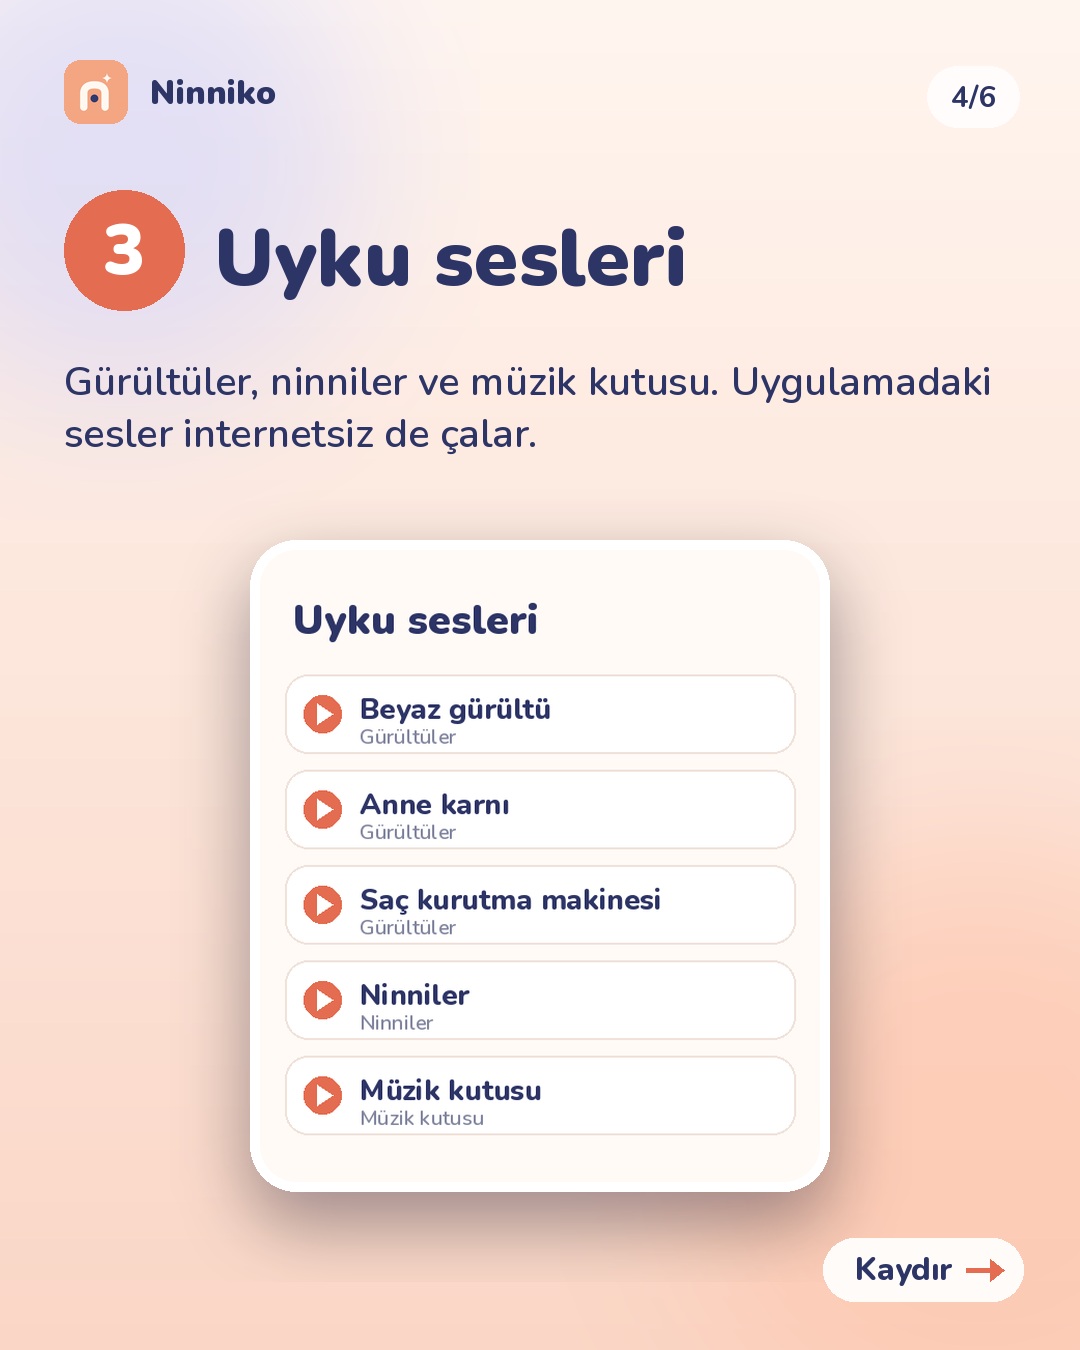 Ninniko
4/6
3
Uyku sesleri
Gürültüler, ninniler ve müzik kutusu. Uygulamadaki
sesler internetsiz de çalar.
Uyku sesleri
Beyaz gürültü
Gürültüler
Anne karnı
Gürültüler
Saç kurutma makinesi
Gürültüler
Ninniler
Ninniler
Müzik kutusu
Müzik kutusu
Kaydır